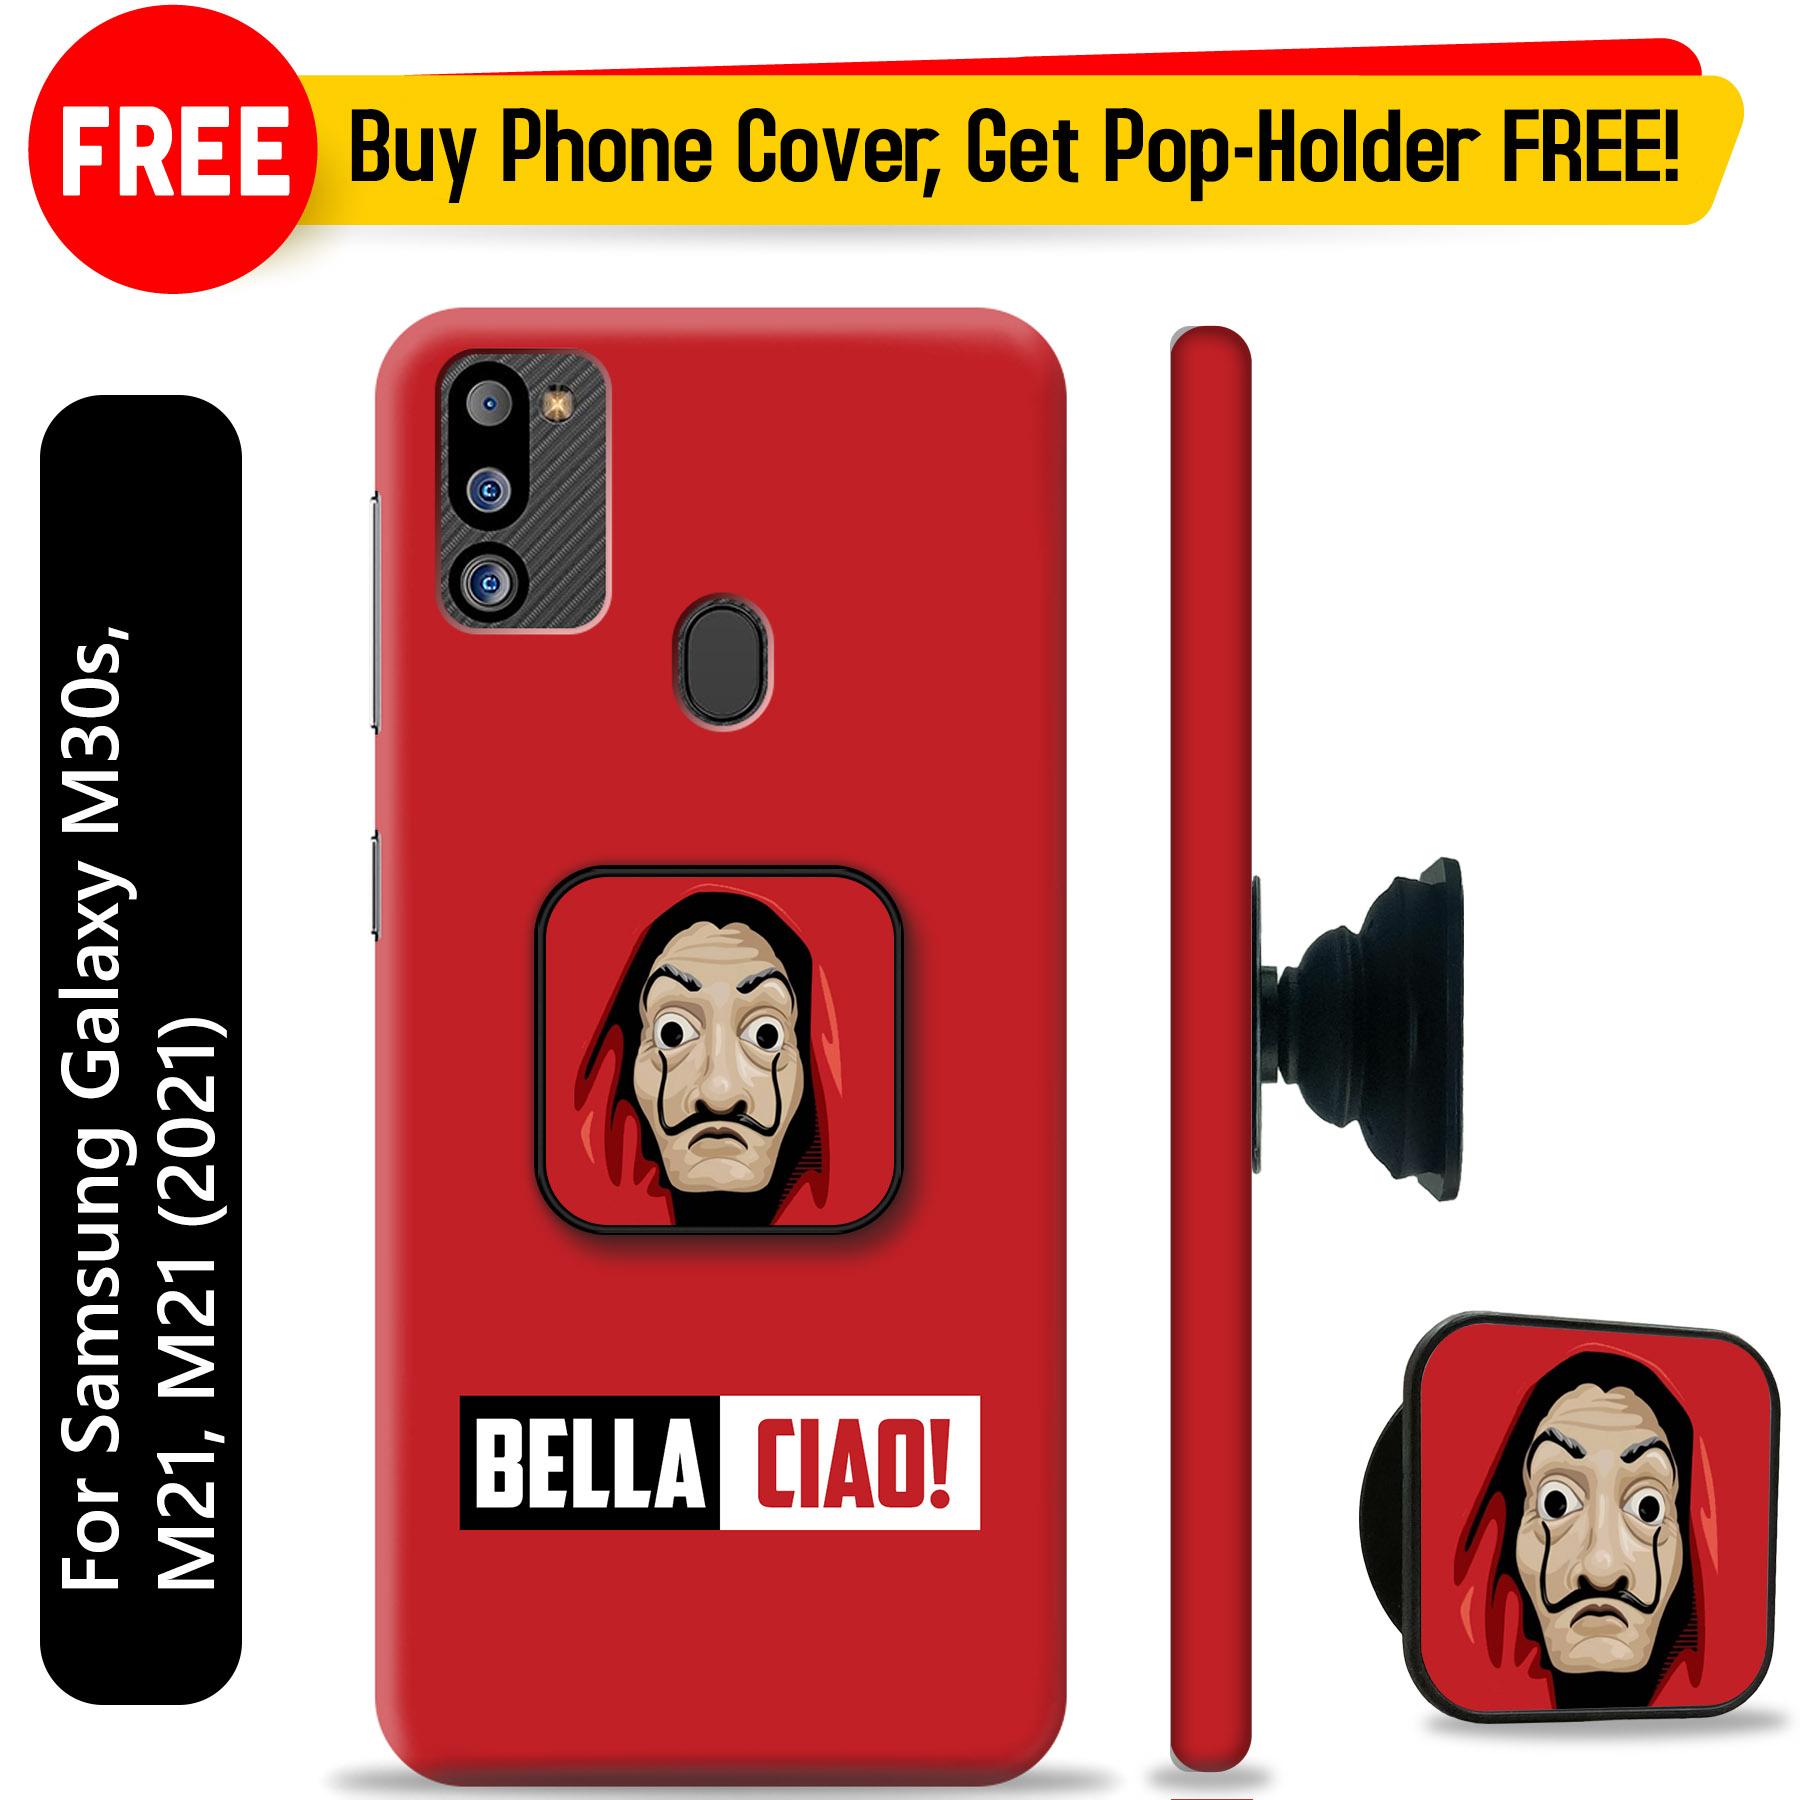 FREE Buy Phone Cover, Get Pop-Holder FREE!
For Samsung Galaxy M30s,
M21, M21 (2021)
BELLA CIAO!